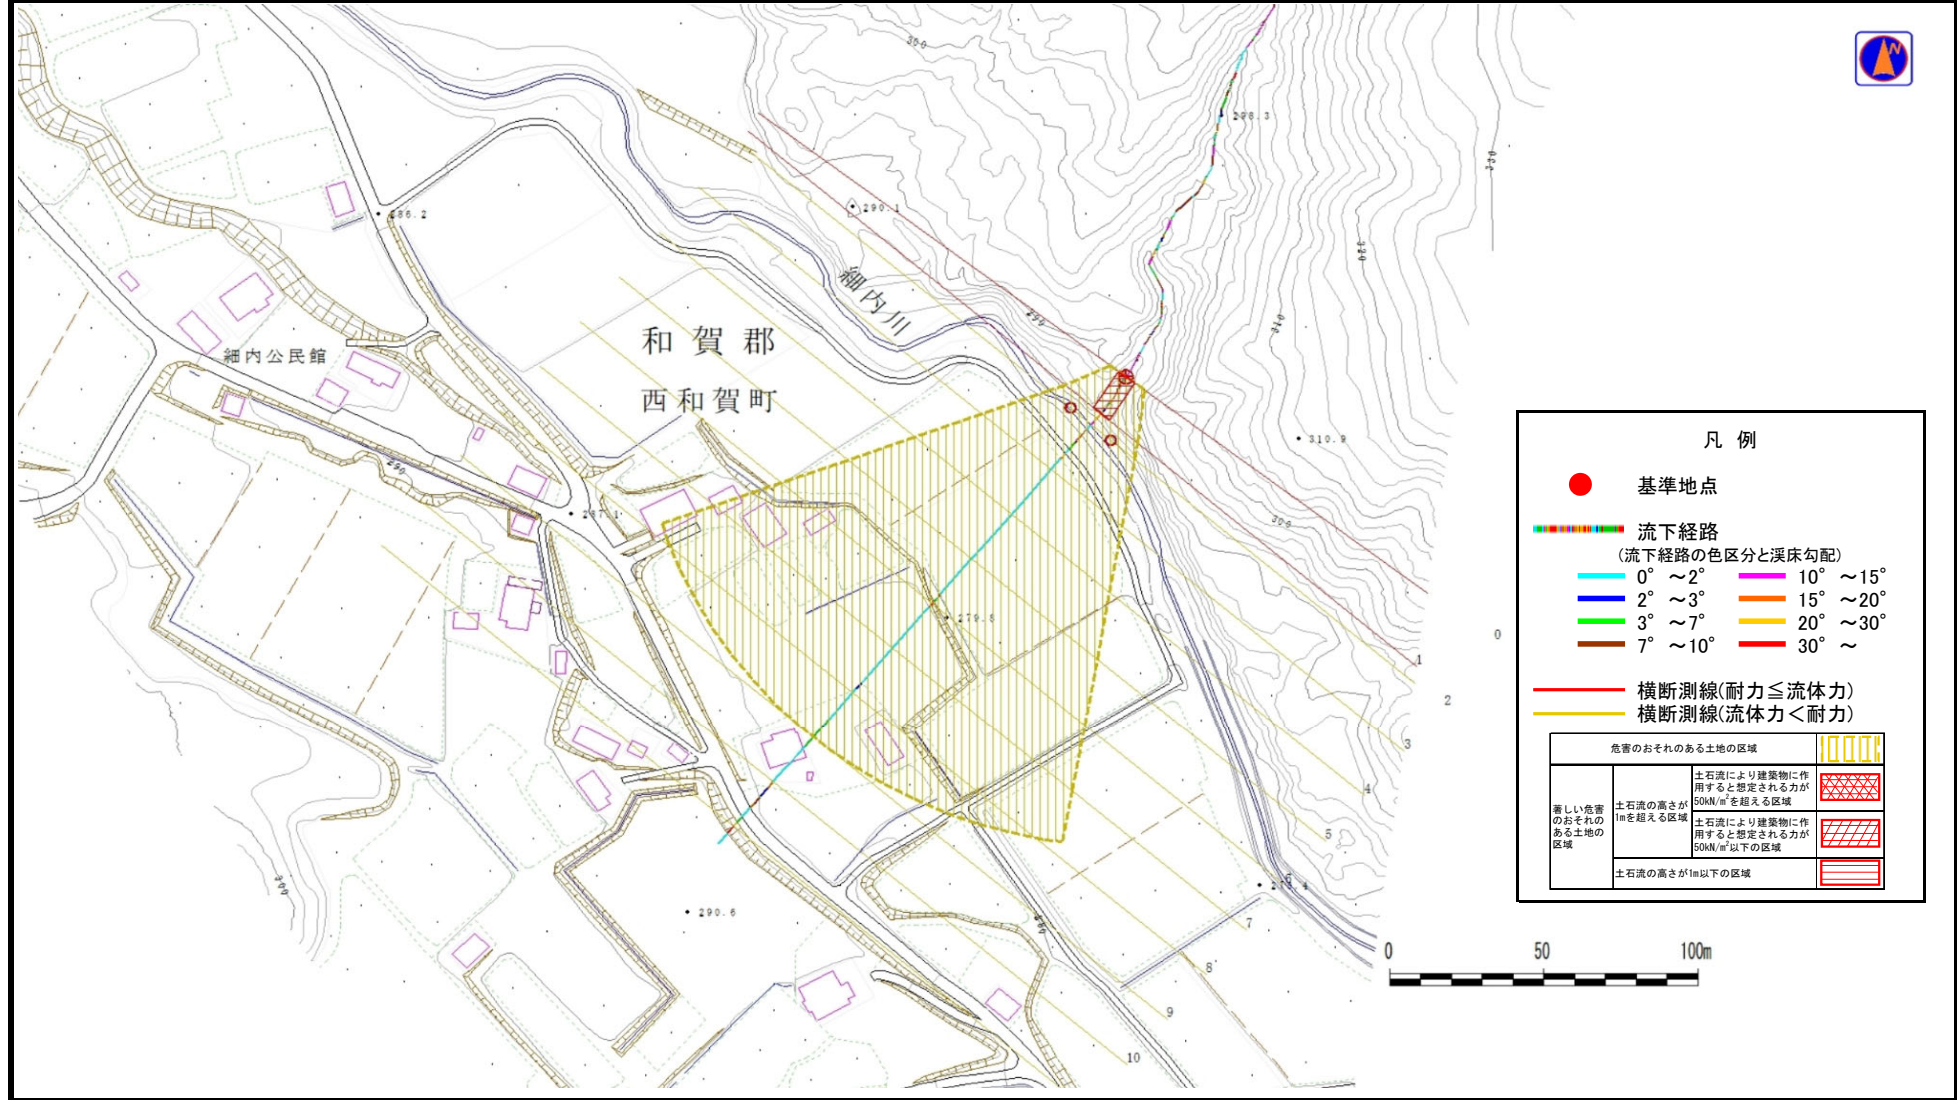 300
N
298.3
330
286.2
290.1
320
細内川
290
310
和賀郡
細内公民館
西和賀町
310.9
290
287.1
300
279.5
0
1
2
3
4
5
6
7
8
9
10
300
290.6
280
凡例
基準地点
流下経路
(流下経路の色区分と渓床勾配)
0° ～2° 10° ～15°
2° ～3° 15° ～20°
3° ～7° 20° ～30°
7° ～10° 30° ～
横断測線(耐力≦流体力)
横断測線(流体力＜耐力)
危害のおそれのある土地の区域
著しい危害
のおそれの
ある土地の
区域
土石流の高さが
1mを超える区域
土石流により建築物に作
用すると想定される力が
50kN/m²を超える区域
土石流により建築物に作
用すると想定される力が
50kN/m²以下の区域
土石流の高さが1m以下の区域
0 50 100m